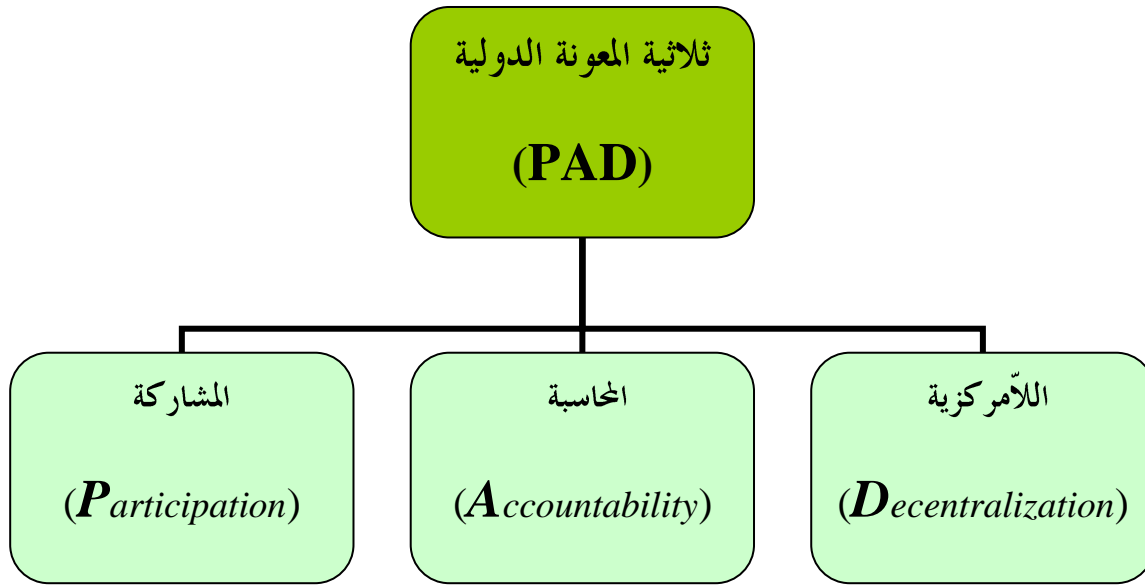 ثلاثية المعونة الدولية
(PAD)
المشاركة
(Participation)
المحاسبة
(Accountability)
اللاّمركزية
(Decentralization)